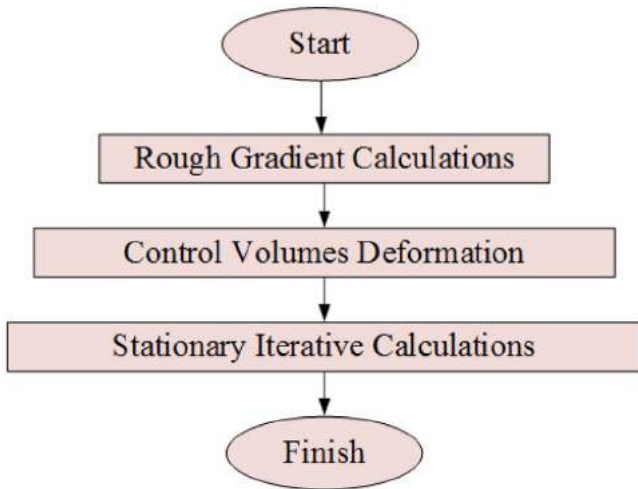 Start
Rough Gradient Calculations
Control Volumes Deformation
Stationary Iterative Calculations
Finish